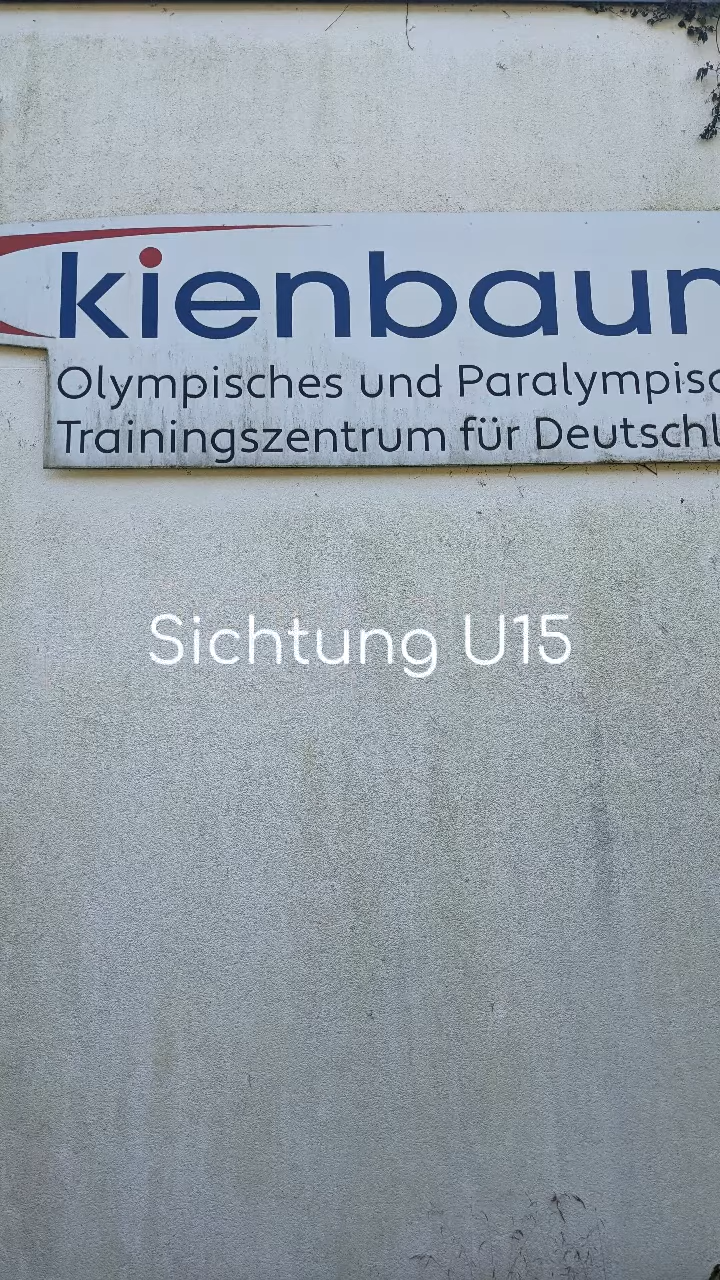 kienbau
Olympisches und Paralympisc
Trainingszentrum für Deutschl
Sichtung U15